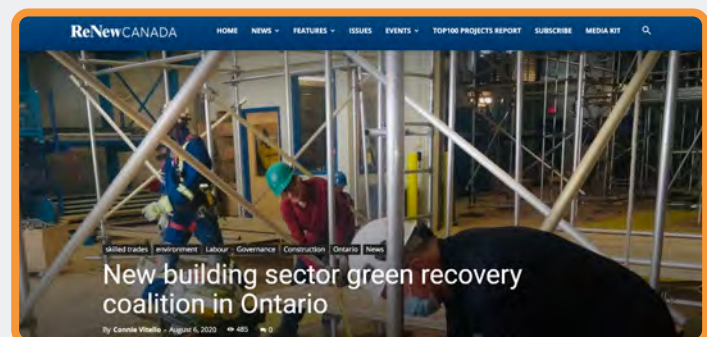 ReNewCANADA HOME NEWS FEATURES ISSUES EVENTS TOP100 PROJECTS REPORT SUBSCRIBE MEDIA KIT
skilled trades environment Labour Governance Construction Ontario News
New building sector green recovery
coalition in Ontario
By Connie Vitello - August 6, 2020 485 0